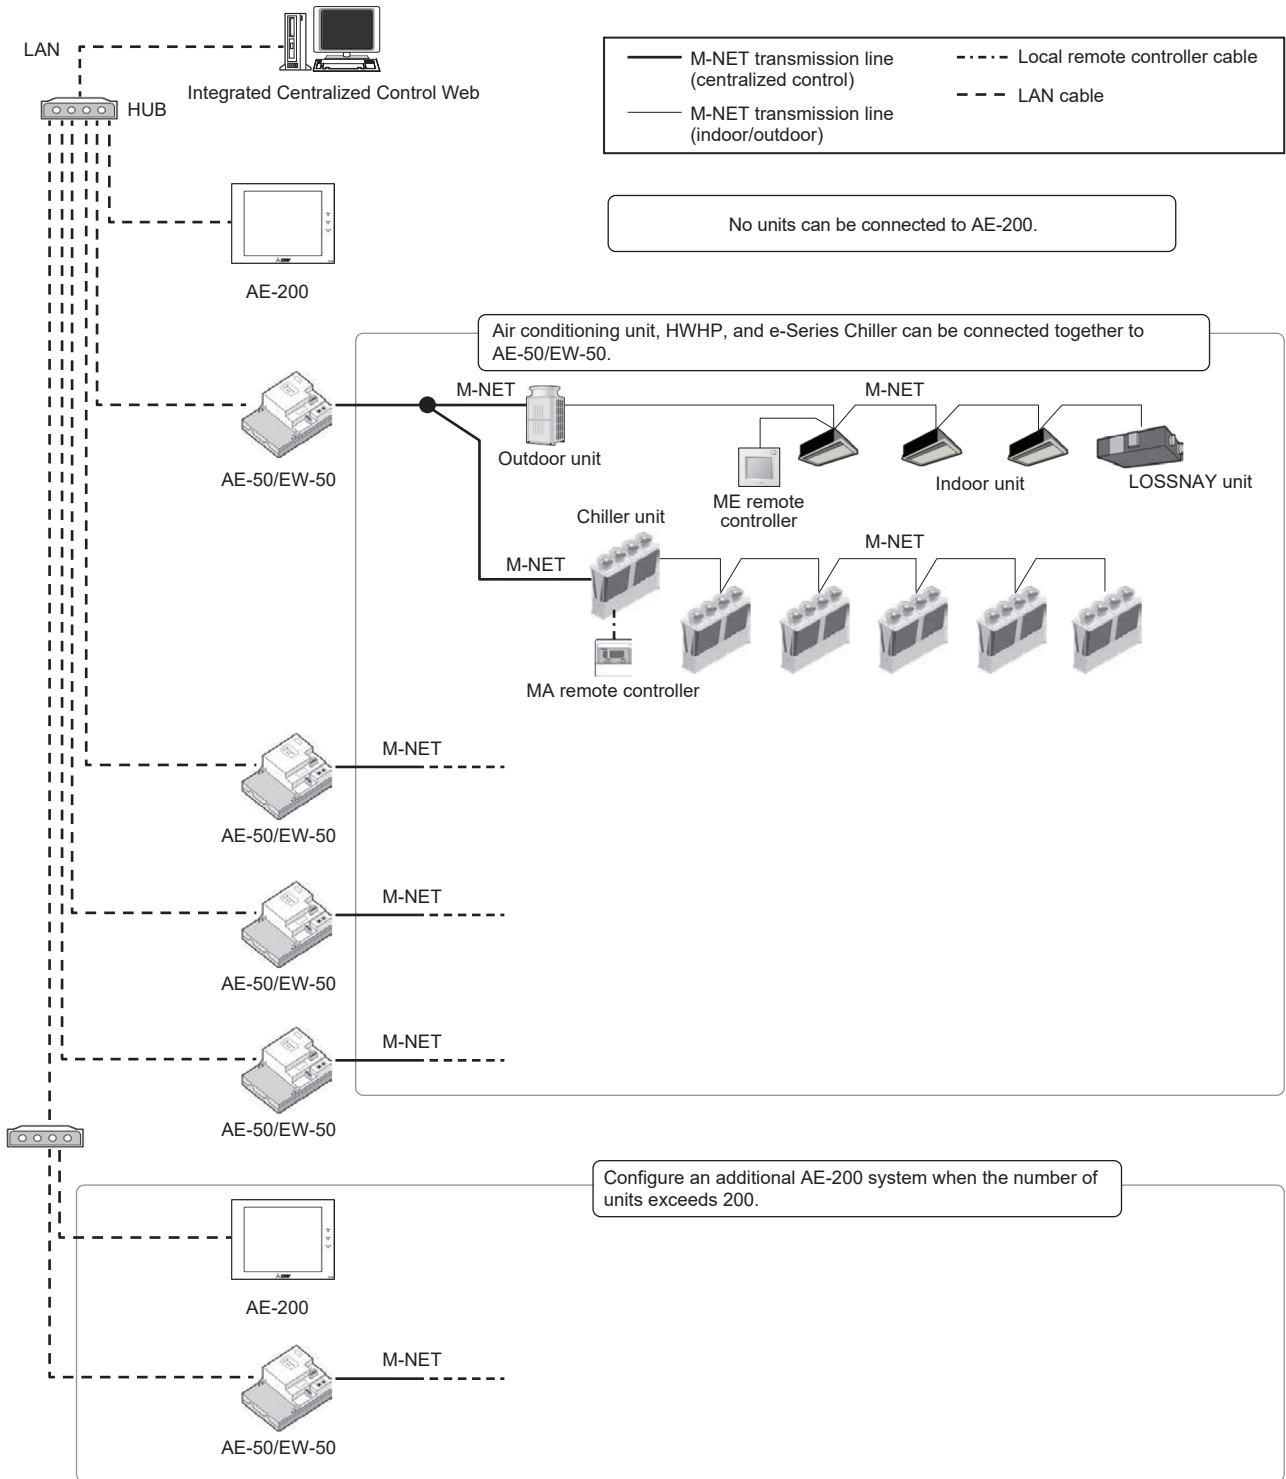 LAN
Integrated Centralized Control Web
HUB
M-NET transmission line
(centralized control)
M-NET transmission line
(indoor/outdoor)
Local remote controller cable
LAN cable
No units can be connected to AE-200.
AE-200
Air conditioning unit, HWHP, and e-Series Chiller can be connected together to
AE-50/EW-50.
M-NET
M-NET
Outdoor unit
AE-50/EW-50
Indoor unit
LOSSNAY unit
ME remote
controller
Chiller unit
M-NET
M-NET
MA remote controller
M-NET
AE-50/EW-50
M-NET
AE-50/EW-50
M-NET
AE-50/EW-50
Configure an additional AE-200 system when the number of
units exceeds 200.
AE-200
M-NET
AE-50/EW-50